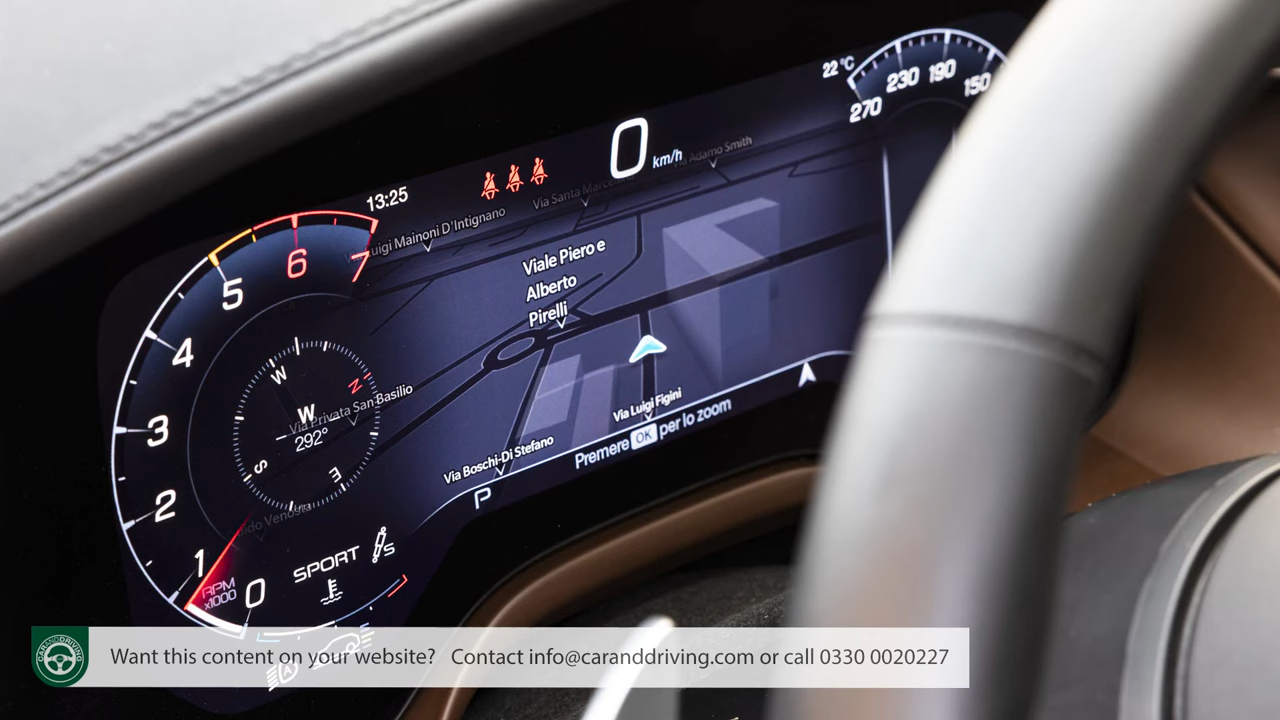 22 °C
270 230 190 150
0 km/h
Via Adamo Smith
13:25
Via Santa
Luigi Mainoni D'Intignano
Viale Piero e
Alberto
Pirelli
7
6
5
4
3
2
1
0
RPM
x1000
W
N
W
292°
S
E
Via Privata San Basilio
Via Luigi Figini
Premere OK per lo zoom
Via Boschi-Di Stefano
P
SPORT
S
CARANDDRIVING
Want this content on your website? Contact info@caranddriving.com or call 0330 0020227